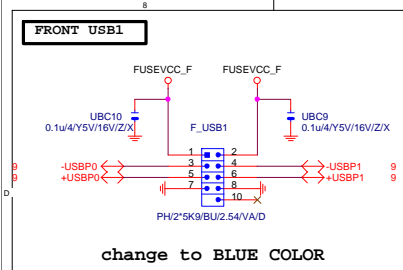 8
FRONT USB1
FUSEVCC_F FUSEVCC_F
UBC10 UBC9
0.1u/4/Y5V/16V/Z/X F_USB1 0.1u/4/Y5V/16V/Z/X
1 2
9 -USBP0 3 4 -USBP1 9
9 +USBP0 5 6 +USBP1 9
7 8
10
D
PH/2*5K9/BU/2.54/VA/D
change to BLUE COLOR